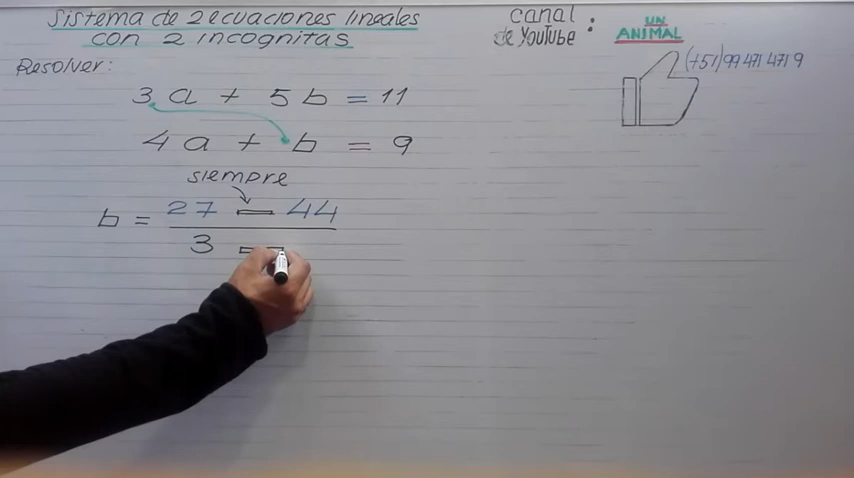 sistema de 2 ecuaciones lineales
con 2 incognitas
canal
de YouTube :
UN
ANIMAL
Resolver:
(+51)99 471 471 9
3 a + 5 b = 11
4 a + b = 9
siempre
b = 27 — 44
3 —